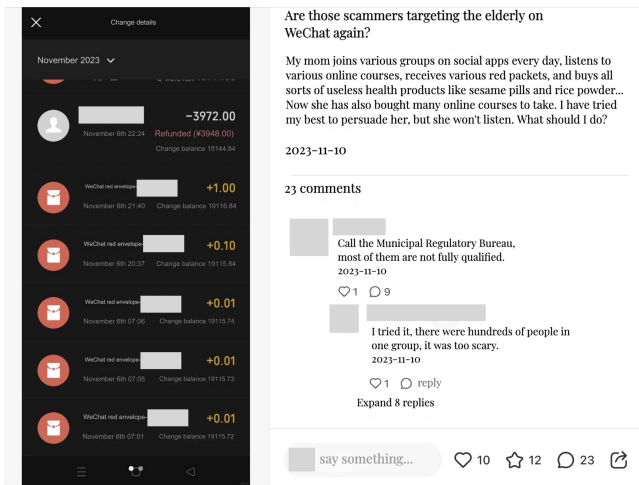 Change details
November 2023
−3972.00
November 6th 22:24 Refunded (¥3948.00)
Change balance 15144.84
WeChat red envelope- +1.00
November 6th 21:40 Change balance 19116.84
WeChat red envelope- +0.10
November 6th 20:37 Change balance 19115.84
WeChat red envelope- +0.01
November 6th 07:06 Change balance 19115.74
WeChat red envelope- +0.01
November 6th 07:05 Change balance 19115.73
WeChat red envelope- +0.01
November 6th 07:01 Change balance 19115.72
Are those scammers targeting the elderly on
WeChat again?
My mom joins various groups on social apps every day, listens to
various online courses, receives various red packets, and buys all
sorts of useless health products like sesame pills and rice powder...
Now she has also bought many online courses to take. I have tried
my best to persuade her, but she won't listen. What should I do?
2023-11-10
23 comments
Call the Municipal Regulatory Bureau,
most of them are not fully qualified.
2023-11-10
1 9
I tried it, there were hundreds of people in
one group, it was too scary.
2023-11-10
1 reply
Expand 8 replies
say something... 10 12 23